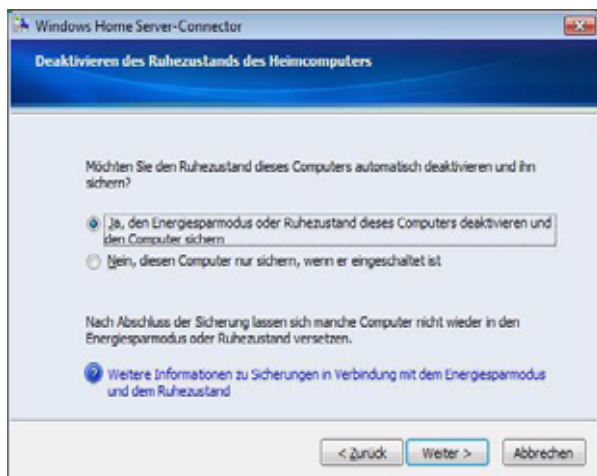 Windows Home Server-Connector
Deaktivieren des Ruhezustands des Heimcomputers
Möchten Sie den Ruhezustand dieses Computers automatisch deaktivieren und ihn
sichern?
Ja, den Energiesparmodus oder Ruhezustand dieses Computers deaktivieren und
den Computer sichern
Nein, diesen Computer nur sichern, wenn er eingeschaltet ist
Nach Abschluss der Sicherung lassen sich manche Computer nicht wieder in den
Energiesparmodus oder Ruhezustand versetzen.
Weitere Informationen zu Sicherungen in Verbindung mit dem Energiesparmodus
und dem Ruhezustand
< Zurück Weiter > Abbrechen